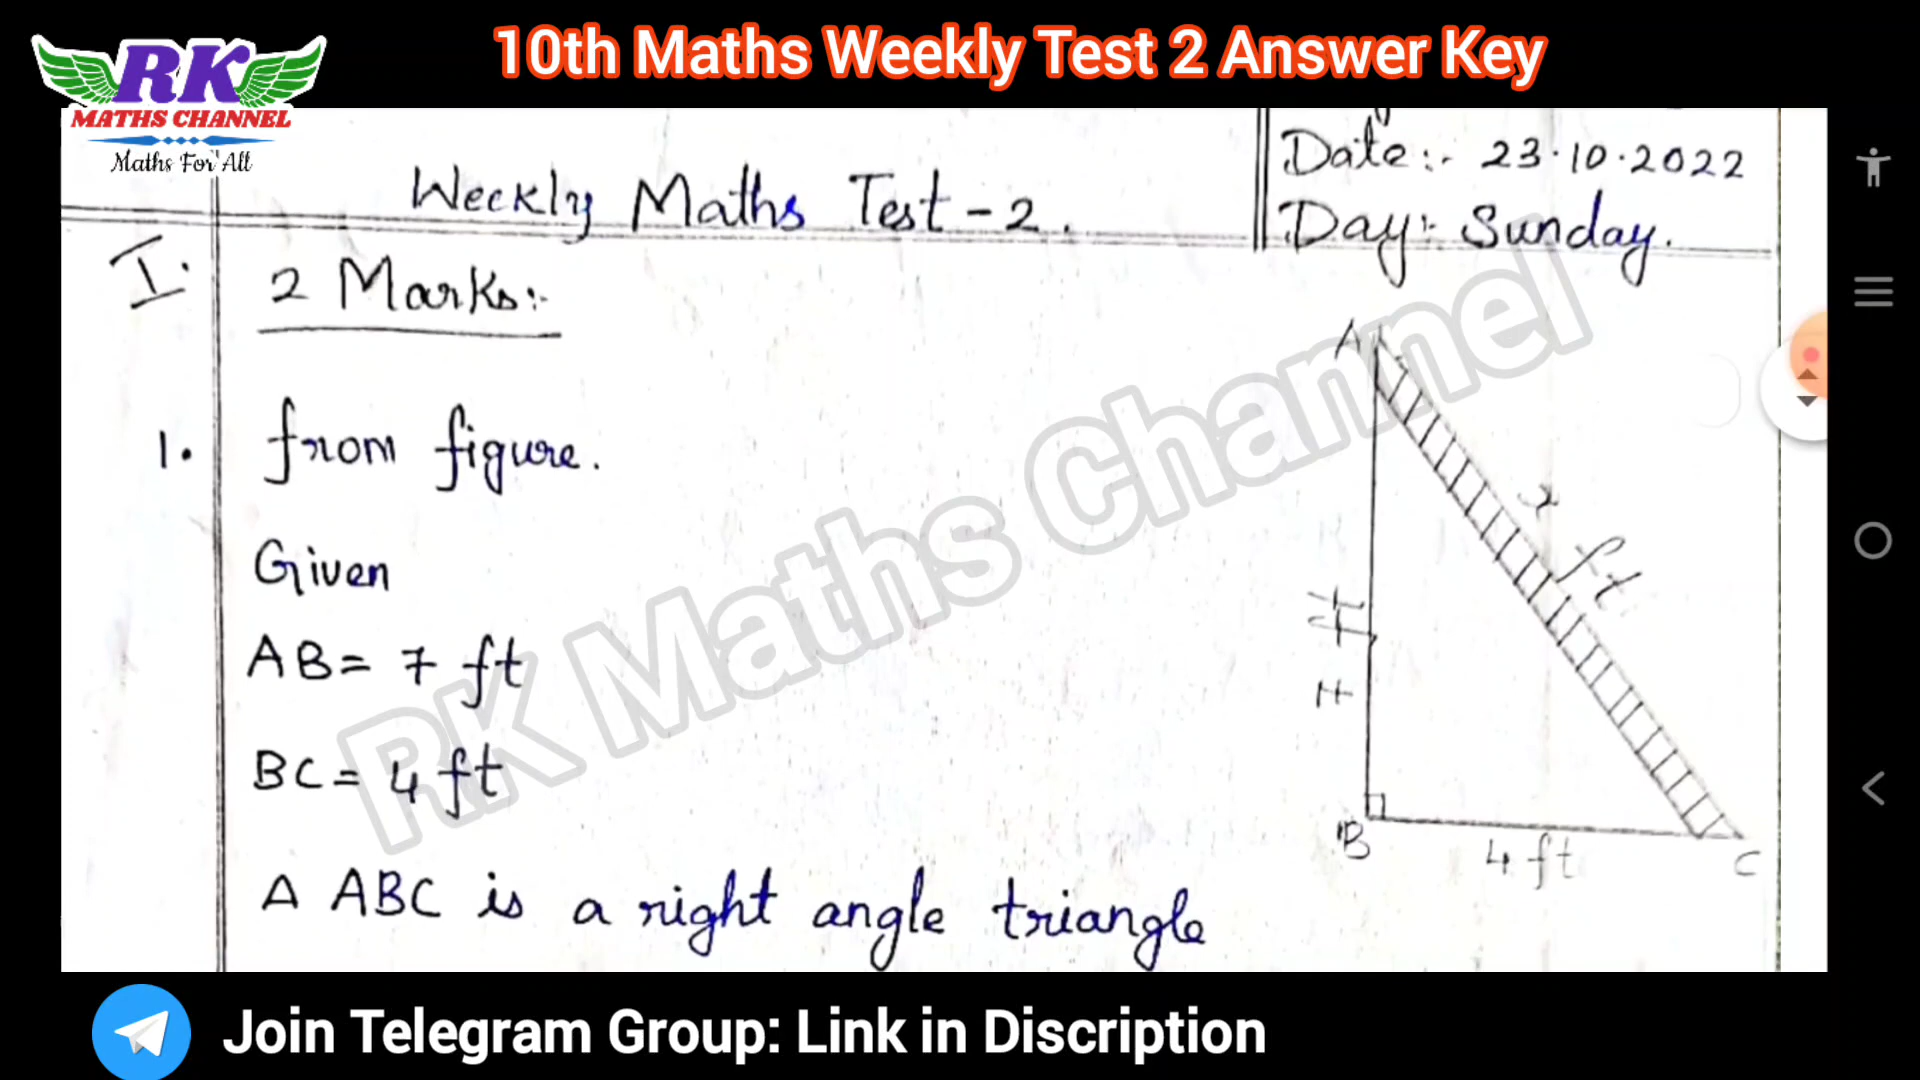 10th Maths Weekly Test 2 Answer Key
RK
MATHS CHANNEL
Maths For All
Date:- 23.10.2022
Weekly Maths Test - 2.
Day:- Sunday.
I.
2 Marks:-
1. from figure.
Given
AB = 7 ft
BC = 4 ft
Δ ABC is a right angle triangle
A
x ft
7 ft
B
4 ft
C
RK Maths Channel
Join Telegram Group: Link in Discription